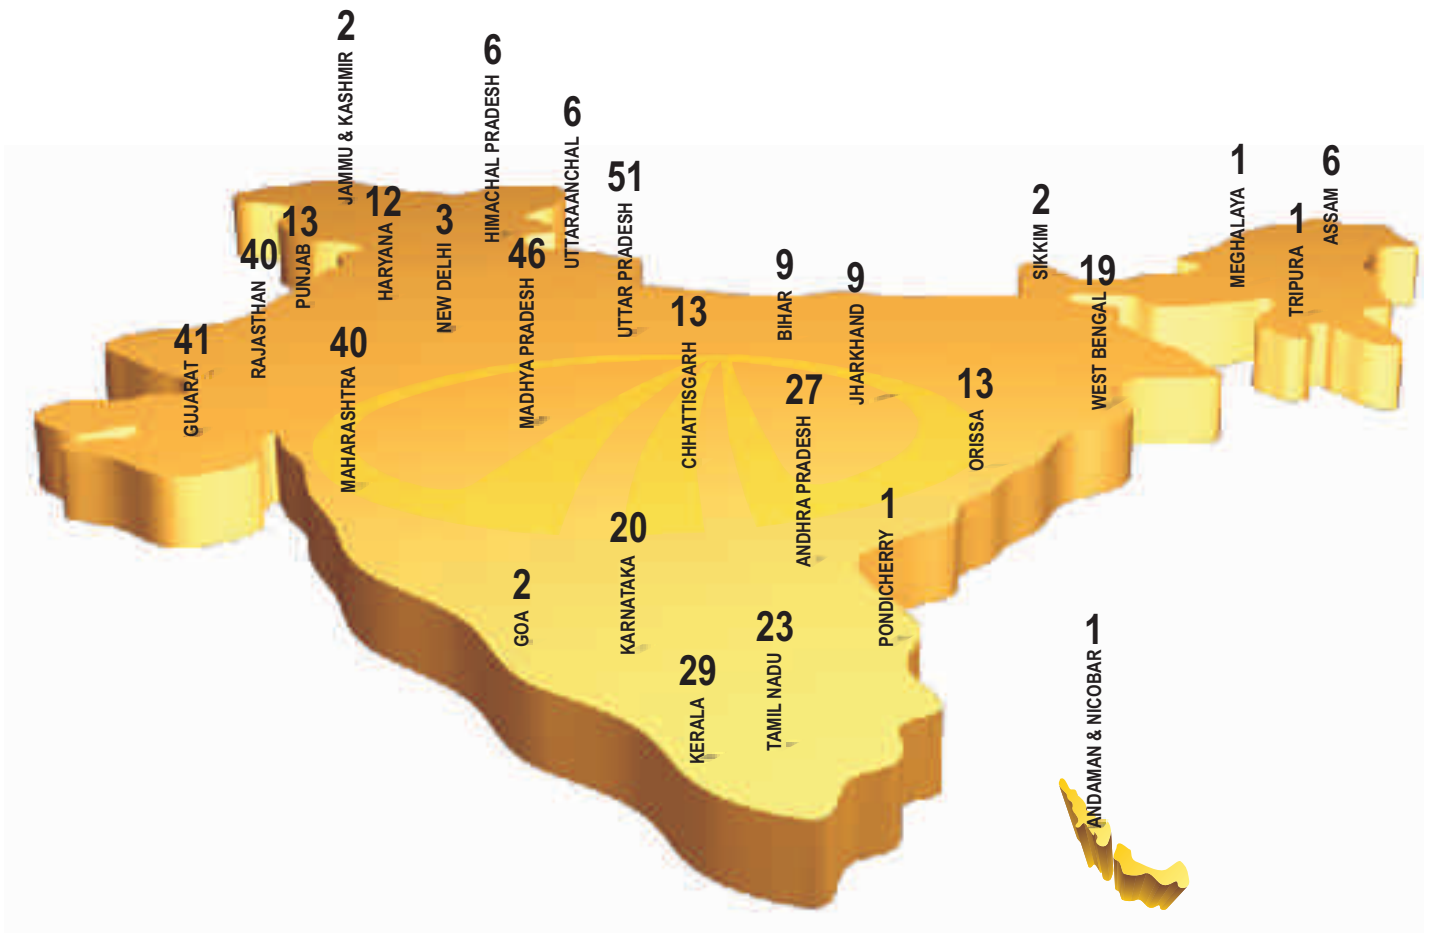 2
JAMMU & KASHMIR
6
HIMACHAL PRADESH
6
UTTARAANCHAL
51
UTTAR PRADESH
12
HARYANA
13
PUNJAB
3
NEW DELHI
40
RAJASTHAN
46
MADHYA PRADESH
41
GUJARAT
40
MAHARASHTRA
13
CHHATTISGARH
9
BIHAR
9
JHARKHAND
2
SIKKIM
19
WEST BENGAL
1
MEGHALAYA
1
TRIPURA
6
ASSAM
27
ANDHRA PRADESH
13
ORISSA
1
PONDICHERRY
20
KARNATAKA
2
GOA
29
KERALA
23
TAMIL NADU
1
ANDAMAN & NICOBAR